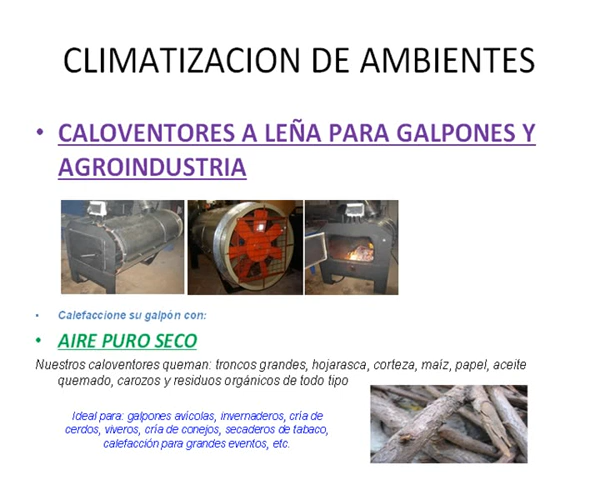 CLIMATIZACION DE AMBIENTES
• CALOVENTORES A LEÑA PARA GALPONES Y
AGROINDUSTRIA
• Calefaccione su galpòn con:
• AIRE PURO SECO
Nuestros caloventores queman: troncos grandes, hojarasca, corteza, maíz, papel, aceite
quemado, carozos y residuos orgánicos de todo tipo
Ideal para: galpones avícolas, invernaderos, cría de
cerdos, viveros, cría de conejos, secaderos de tabaco,
calefacción para grandes eventos, etc.